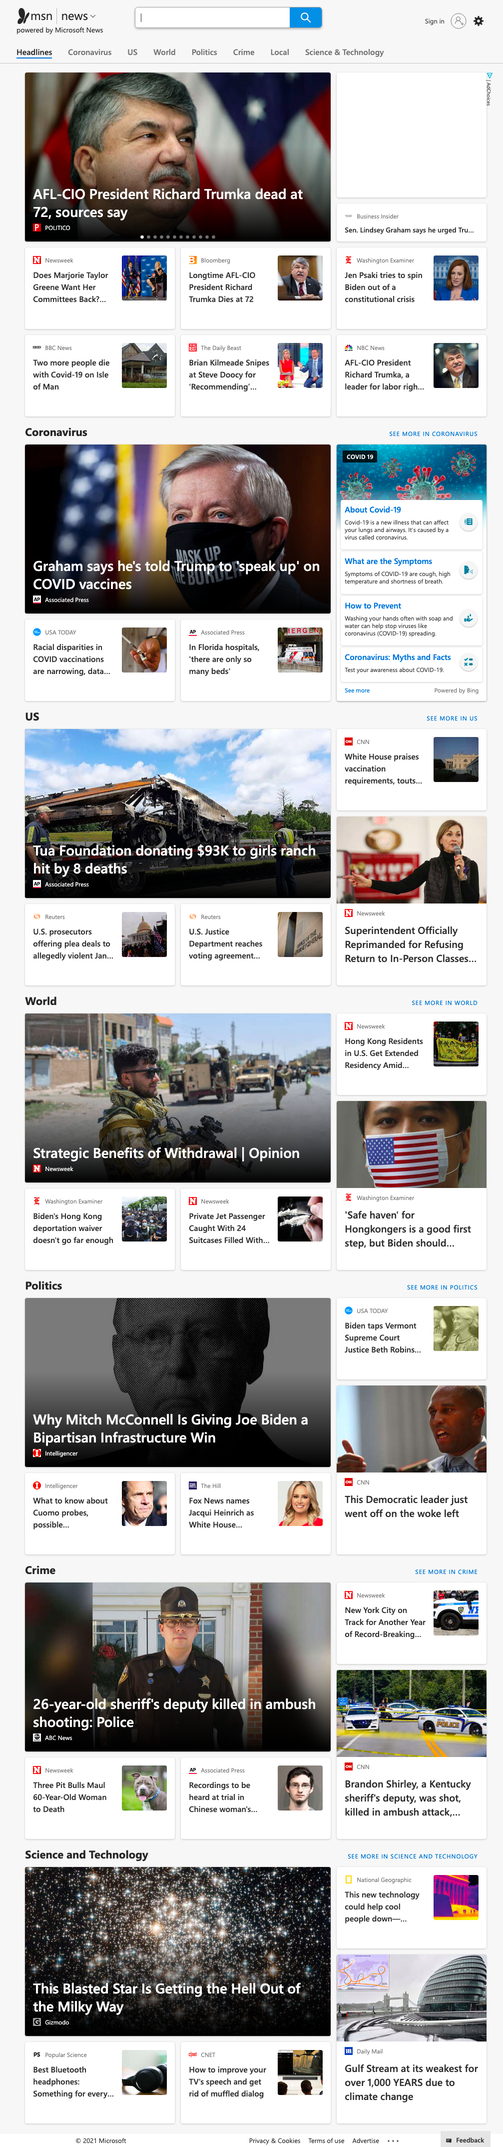 msn | news
powered by Microsoft News
Sign in
Headlines Coronavirus US World Politics Crime Local Science & Technology
AdChoices
AFL-CIO President Richard Trumka dead at
72, sources say
POLITICO
Business Insider
Sen. Lindsey Graham says he urged Tru...
Newsweek
Does Marjorie Taylor
Greene Want Her
Committees Back?...
Bloomberg
Longtime AFL-CIO
President Richard
Trumka Dies at 72
Washington Examiner
Jen Psaki tries to spin
Biden out of a
constitutional crisis
BBC News
Two more people die
with Covid-19 on Isle
of Man
The Daily Beast
Brian Kilmeade Snipes
at Steve Doocy for
'Recommending'...
NBC News
AFL-CIO President
Richard Trumka, a
leader for labor righ...
Coronavirus
SEE MORE IN CORONAVIRUS
MASK UP
THE BURDEN
Graham says he's told Trump to 'speak up' on
COVID vaccines
AP Associated Press
COVID 19
About Covid-19
Covid-19 is a new illness that can affect
your lungs and airways. It's caused by a
virus called coronavirus.
What are the Symptoms
Symptoms of COVID-19 are cough, high
temperature and shortness of breath.
How to Prevent
Washing your hands often with soap and
water can help stop viruses like
coronavirus (COVID-19) spreading.
Coronavirus: Myths and Facts
Test your awareness about COVID-19.
See more
Powered by Bing
USA TODAY
Racial disparities in
COVID vaccinations
are narrowing, data...
AP Associated Press
In Florida hospitals,
'there are only so
many beds'
US
SEE MORE IN US
Tua Foundation donating $93K to girls ranch
hit by 8 deaths
AP Associated Press
CNN
White House praises
vaccination
requirements, touts...
Newsweek
Superintendent Officially
Reprimanded for Refusing
Return to In-Person Classes...
Reuters
U.S. prosecutors
offering plea deals to
allegedly violent Jan...
Reuters
U.S. Justice
Department reaches
voting agreement...
World
SEE MORE IN WORLD
Strategic Benefits of Withdrawal | Opinion
Newsweek
Newsweek
Hong Kong Residents
in U.S. Get Extended
Residency Amid...
Washington Examiner
'Safe haven' for
Hongkongers is a good first
step, but Biden should...
Washington Examiner
Biden's Hong Kong
deportation waiver
doesn't go far enough
Newsweek
Private Jet Passenger
Caught With 24
Suitcases Filled With...
Politics
SEE MORE IN POLITICS
Why Mitch McConnell Is Giving Joe Biden a
Bipartisan Infrastructure Win
Intelligencer
USA TODAY
Biden taps Vermont
Supreme Court
Justice Beth Robins...
CNN
This Democratic leader just
went off on the woke left
Intelligencer
What to know about
Cuomo probes,
possible...
The Hill
Fox News names
Jacqui Heinrich as
White House...
Crime
SEE MORE IN CRIME
26-year-old sheriff's deputy killed in ambush
shooting: Police
ABC News
Newsweek
New York City on
Track for Another Year
of Record-Breaking...
POLICE
CNN
Brandon Shirley, a Kentucky
sheriff's deputy, was shot,
killed in ambush attack,...
Newsweek
Three Pit Bulls Maul
60-Year-Old Woman
to Death
AP Associated Press
Recordings to be
heard at trial in
Chinese woman's...
Science and Technology
SEE MORE IN SCIENCE AND TECHNOLOGY
This Blasted Star Is Getting the Hell Out of
the Milky Way
Gizmodo
National Geographic
This new technology
could help cool
people down—...
Daily Mail
Gulf Stream at its weakest for
over 1,000 YEARS due to
climate change
PS Popular Science
Best Bluetooth
headphones:
Something for every...
CNET
How to improve your
TV's speech and get
rid of muffled dialog
© 2021 Microsoft
Privacy & Cookies Terms of use Advertise ...
Feedback